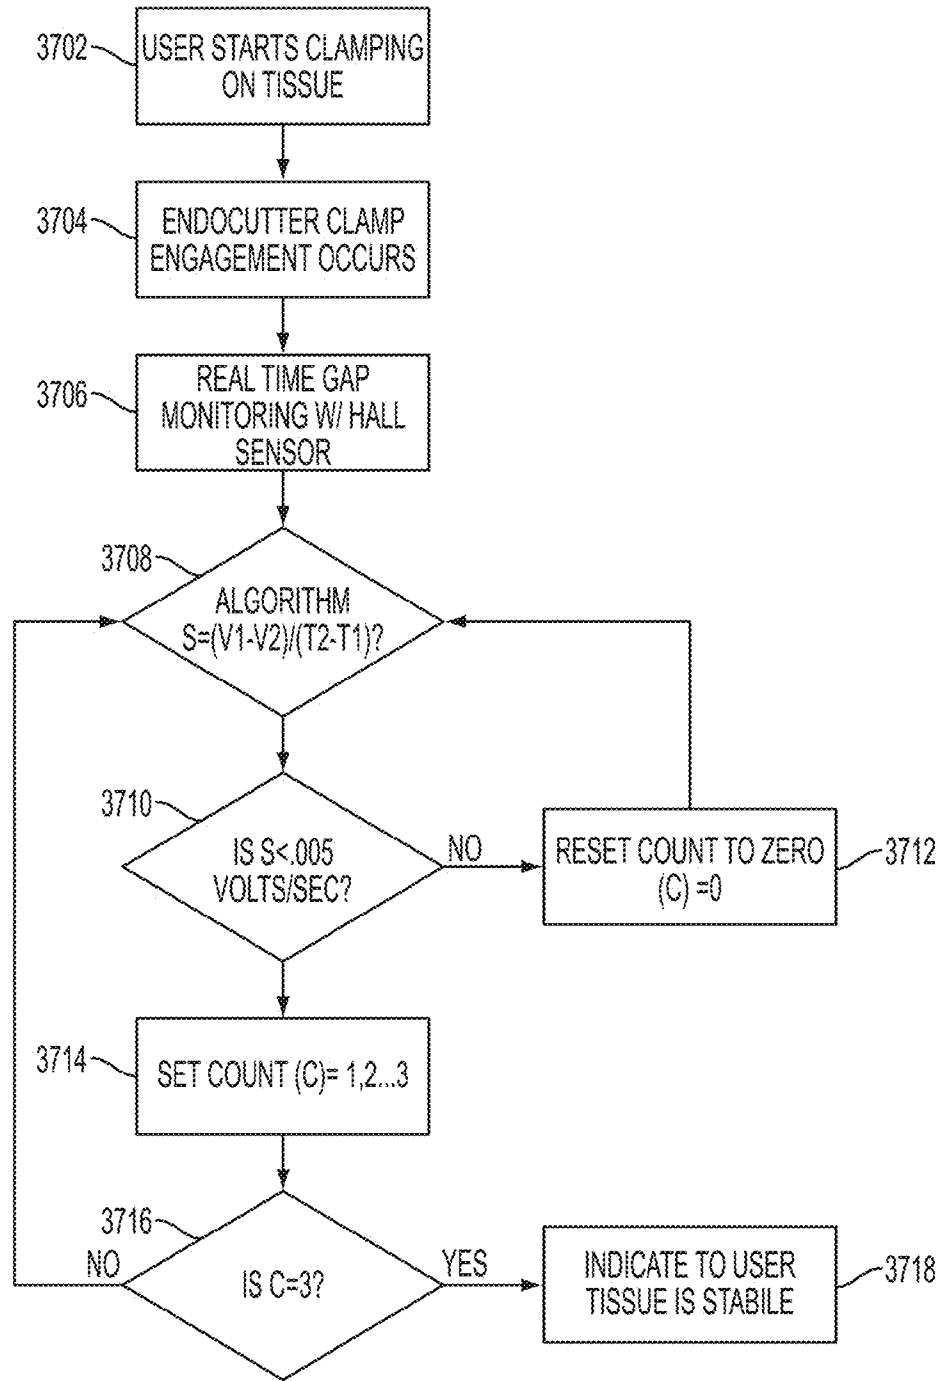 3702
USER STARTS CLAMPING
ON TISSUE
3704
ENDOCUTTER CLAMP
ENGAGEMENT OCCURS
3706
REAL TIME GAP
MONITORING W/ HALL
SENSOR
3708
ALGORITHM
S=(V1-V2)/(T2-T1)?
3710
IS S<.005
VOLTS/SEC?
NO
RESET COUNT TO ZERO
(C) =0
3712
3714
SET COUNT (C)= 1,2...3
3716
NO
IS C=3?
YES
INDICATE TO USER
TISSUE IS STABILE
3718